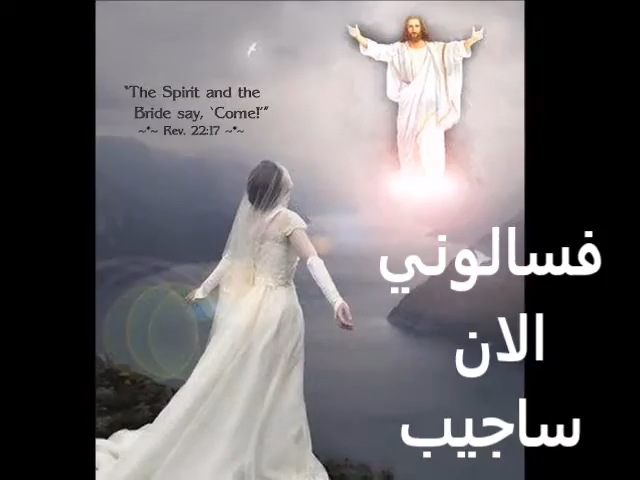 "The Spirit and the
Bride say, 'Come!'"
~*~ Rev. 22:17 ~*~
فسالوني
الان
ساجيب